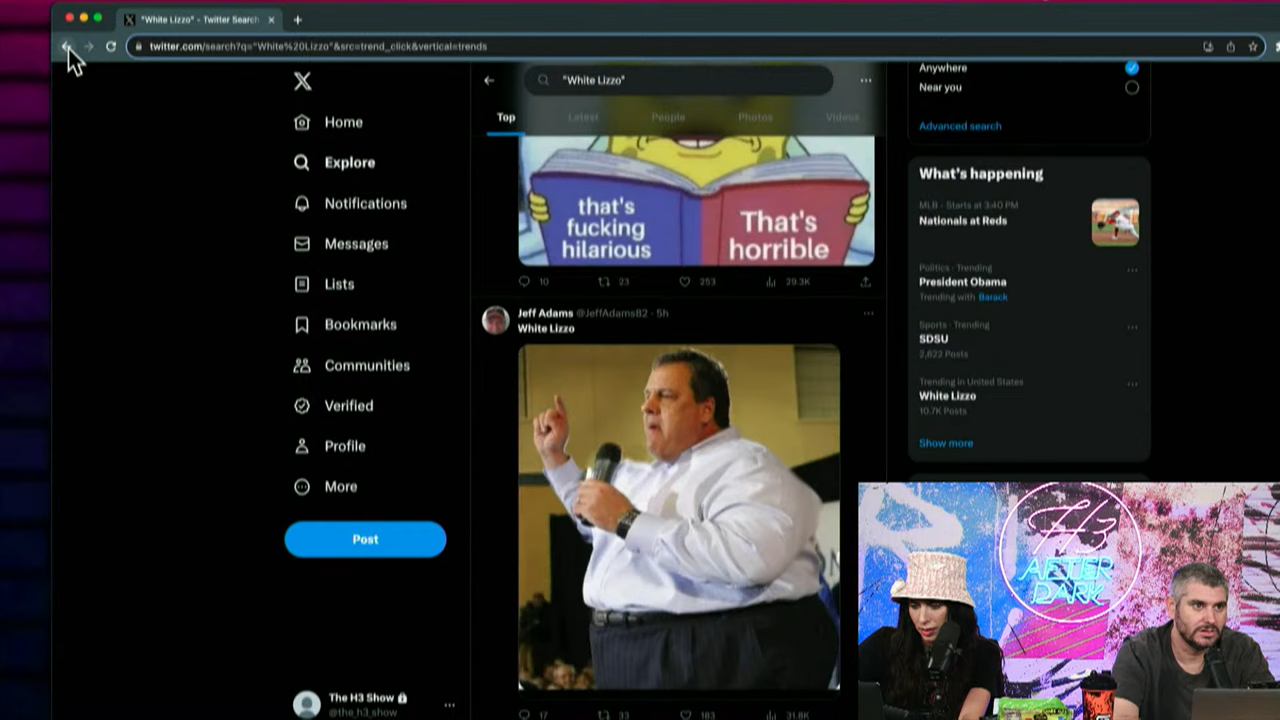 "White Lizzo" - Twitter Search
twitter.com/search?q="White%20Lizzo"&src=trend_click&vertical=trends
X
Home
Explore
Notifications
Messages
Lists
Bookmarks
Communities
Verified
Profile
More
Post
The H3 Show
@the_h3_show
"White Lizzo"
Top
Latest
People
Photos
Videos
that's
fucking
hilarious
That's
horrible
10
23
253
29.3K
Jeff Adams @JeffAdams82 · 5h
White Lizzo
17
33
183
31.8K
Anywhere
Near you
Advanced search
What's happening
MLB · Starts at 3:40 PM
Nationals at Reds
Politics · Trending
President Obama
Trending with Barack
Sports · Trending
SDSU
2,622 Posts
Trending in United States
White Lizzo
10.7K Posts
Show more
H3
AFTER
DARK